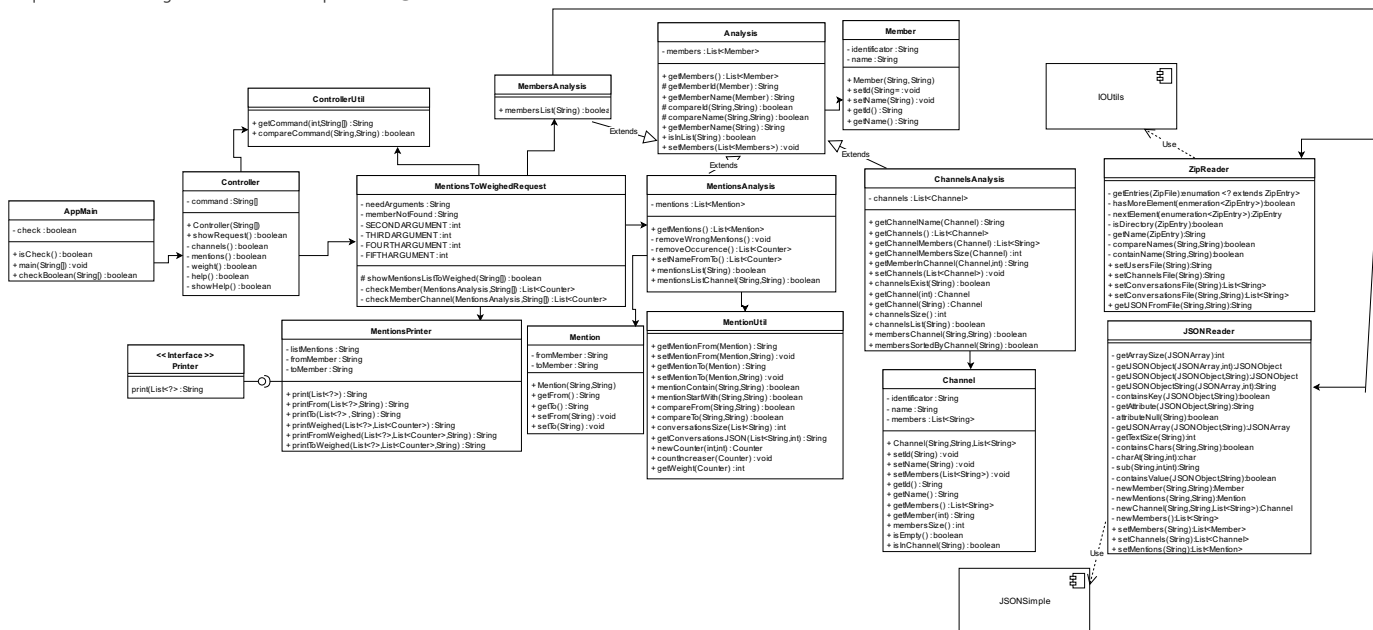 Analysis
- members : List<Member>
+ getMembers() : List<Member>
# getMemberId(Member) : String
+ getMemberName(Member) : String
# compareId(String,String) : boolean
# compareName(String,String) : boolean
+ getMemberName(String) : String
+ isInList(String) : boolean
+ setMembers(List<Members>) : void
Member
- identificator : String
- name : String
+ Member(String, String)
+ setId(String= : void
+ setName(String) : void
+ getId() : String
+ getName() : String
MembersAnalysis
+ membersList(String) : boolea
Extends
Extends
Extends
IOUtils
Use
ControllerUtil
+ getCommand(int,String[]) : String
+ compareCommand(String,String) : boolean
AppMain
- check : boolean
+ isCheck() : boolean
+ main(String[]) : void
+ checkBoolean(String[]) : boolean
Controller
- command : String[]
+ Controller(String[])
+ showRequest() : boolean
- channels() : boolean
- mentions() : boolean
- weight() : boolean
- help() : boolean
- showHelp() : boolean
MentionsToWeighedRequest
- needArguments : String
- memberNotFound : String
- SECONDARGUMENT : int
- THIRDARGUMENT : int
- FOURTHARGUMENT : int
- FIFTHARGUMENT : int
# showMentionsListToWeighed(String[]) : boolean
- checkMember(MentionsAnalysis,String[]) : List<Counter>
- checkMemberChannel(MentionsAnalysis,String[]) : List<Counter>
MentionsAnalysis
- mentions : List<Mention>
+ getMentions() : List<Mention>
- removeWrongMentions() : void
- removeOccurence() : List<Counter>
+ setNameFromTo() : List<Counter>
+ mentionsList(String) : boolean
+ mentionsListChannel(String,String) : boolean
ChannelsAnalysis
- channels : List<Channel>
+ getChannelName(Channel) : String
+ getChannels() : List<Channel>
+ getChannelMembers(Channel) : List<String>
+ getChannelMembersSize(Channel) : int
+ getMemberInChannel(Channel,int) : String
+ setChannels(List<Channel>) : void
+ channelsExist(String) : boolean
+ getChannel(int) : Channel
+ getChannel(String) : Channel
+ channelsSize() : int
+ channelsList(String) : boolean
+ membersChannel(String,String) : boolean
+ membersSortedByChannel(String) : boolean
ZipReader
- getEntries(ZipFile):enumation <? extends ZipEntry>
- hasMoreElement(enmeration<ZipEntry>):boolean
- nextElement(enumeration<ZipEntry>):ZipEntry
- isDirectory(ZipEntry):boolean
- getName(ZipEntry):String
- compareNames(String,String):boolean
- containName(String,String):boolean
+ setUsersFile(String):String
+ setChannelsFile(String):String
+ setConversationsFile(String):List<String>
+ setConversationsFile(String,String):List<String>
+ getJSONFromFile(String,String):String
<<Interface>>
Printer
print(List<?>) : String
MentionsPrinter
- listMentions : String
- fromMember : String
- toMember : String
+ print(List<?>) : String
+ printFrom(List<?>,String) : String
+ printTo(List<?> , String) : String
+ printWeighed(List<?>,List<Counter>) : String
+ printFromWeighed(List<?>,List<Counter>,String) : String
+ printToWeighed(List<?>,List<Counter>,String) : String
Mention
- fromMember : String
- toMember : String
+ Mention(String,String)
+ getFrom() : String
+ getTo() : String
+ setFrom(String) : void
+ setTo(String) : void
MentionUtil
+ getMentionFrom(Mention) : String
+ setMentionFrom(Mention,String) : void
+ getMentionTo(Mention) : String
+ setMentionTo(Mention,String) : void
+ mentionContain(String,String) : boolean
+ mentionStartWith(String,String) : boolean
+ compareFrom(String,String) : boolean
+ compareTo(String,String) : boolean
+ conversationsSize(List<String>) : int
+ getConversationsJSON(List<String>,int) : String
+ newCounter(int,int) : Counter
+ countIncreaser(Counter) : void
+ getWeight(Counter) : int
Channel
- identificator : String
- name : String
- members : List<String>
+ Channel(String,String,List<String>
+ setId(String) : void
+ setName(String) : void
+ setMembers(List<String>) : void
+ getId() : String
+ getName() : String
+ getMembers() : List<String>
+ getMember(int) : String
+ membersSize() : int
+ isEmpty() : boolean
+ isInChannel(String) : boolean
JSONReader
- getArraySize(JSONArray):int
- getJSONObject(JSONArray,int):JSONObject
- getJSONObject(JSONObject,String):JSONObject
- getJSONObjectString(JSONArray,int):String
- containsKey(JSONObject,String):boolean
- getAttribute(JSONObject,String):String
- attributeNull(String):boolean
- getJSONArray(JSONObject,String):JSONArray
- getTextSize(String):int
- containsChars(String,String):boolean
- charAt(String,int):char
- sub(String,int,int):String
- containsValue(JSONObject,String):boolean
- newMember(String,String):Member
- newMentions(String,String):Mention
- newChannel(String,String,List<String>):Channel
- newMembers():List<String>
+ setMembers(String):List<Member>
+ setChannels(String):List<Channel>
+ setMentions(String):List<Mention>
Use
JSONSimple